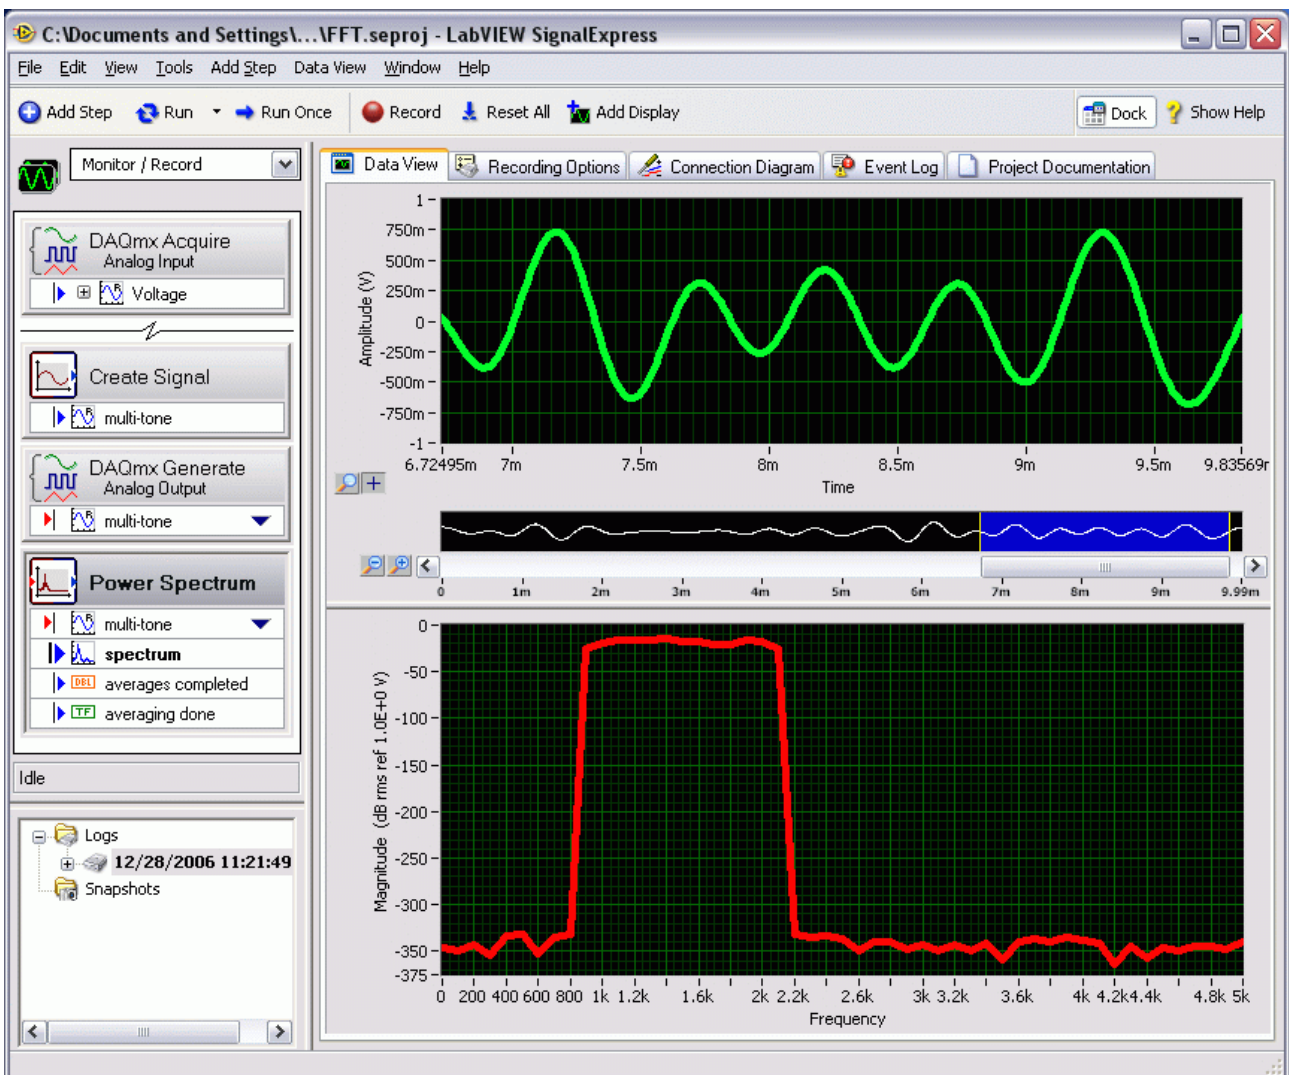 C:\Documents and Settings\...\FFT.seproj - LabVIEW SignalExpress
File Edit View Tools Add Step Data View Window Help
Add Step Run Run Once Record Reset All Add Display Dock Show Help
Monitor / Record
Data View Recording Options Connection Diagram Event Log Project Documentation
DAQmx Acquire
Analog Input
Voltage
Create Signal
multi-tone
DAQmx Generate
Analog Output
multi-tone
Power Spectrum
multi-tone
spectrum
DBL averages completed
TF averaging done
Idle
Logs
12/28/2006 11:21:49
Snapshots
Amplitude (V)
1
750m
500m
250m
0
-250m
-500m
-750m
-1
6.72495m 7m 7.5m 8m 8.5m 9m 9.5m 9.83569m
Time
0 1m 2m 3m 4m 5m 6m 7m 8m 9m 9.99m
Magnitude (dB rms ref 1.0E+0 V)
0
-50
-100
-150
-200
-250
-300
-350
-375
0 200 400 600 800 1k 1.2k 1.6k 2k 2.2k 2.6k 3k 3.2k 3.6k 4k 4.2k 4.4k 4.8k 5k
Frequency